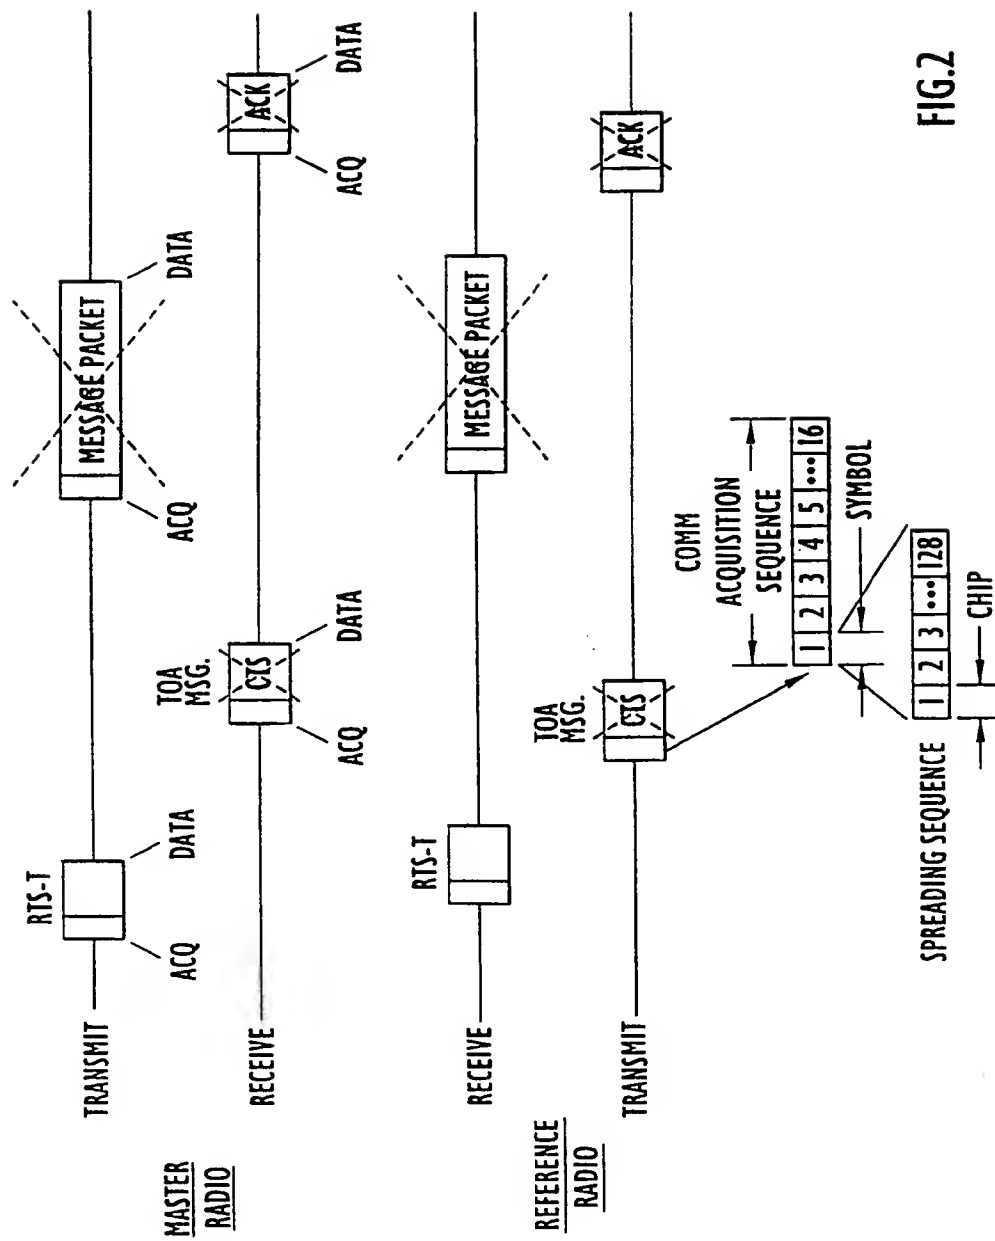 MASTER
RADIO
TRANSMIT
RTS-T
ACQ
DATA
MESSAGE PACKET
ACQ
DATA
RECEIVE
TOA
MSG.
CTS
ACQ
DATA
ACK
ACQ
DATA
REFERENCE
RADIO
RECEIVE
RTS-T
MESSAGE PACKET
TRANSMIT
TOA
MSG.
CTS
ACK
COMM
ACQUISITION
SEQUENCE
1 2 3 4 5 ••• 16
SYMBOL
1 2 3 ••• 128
SPREADING SEQUENCE
CHIP
FIG.2